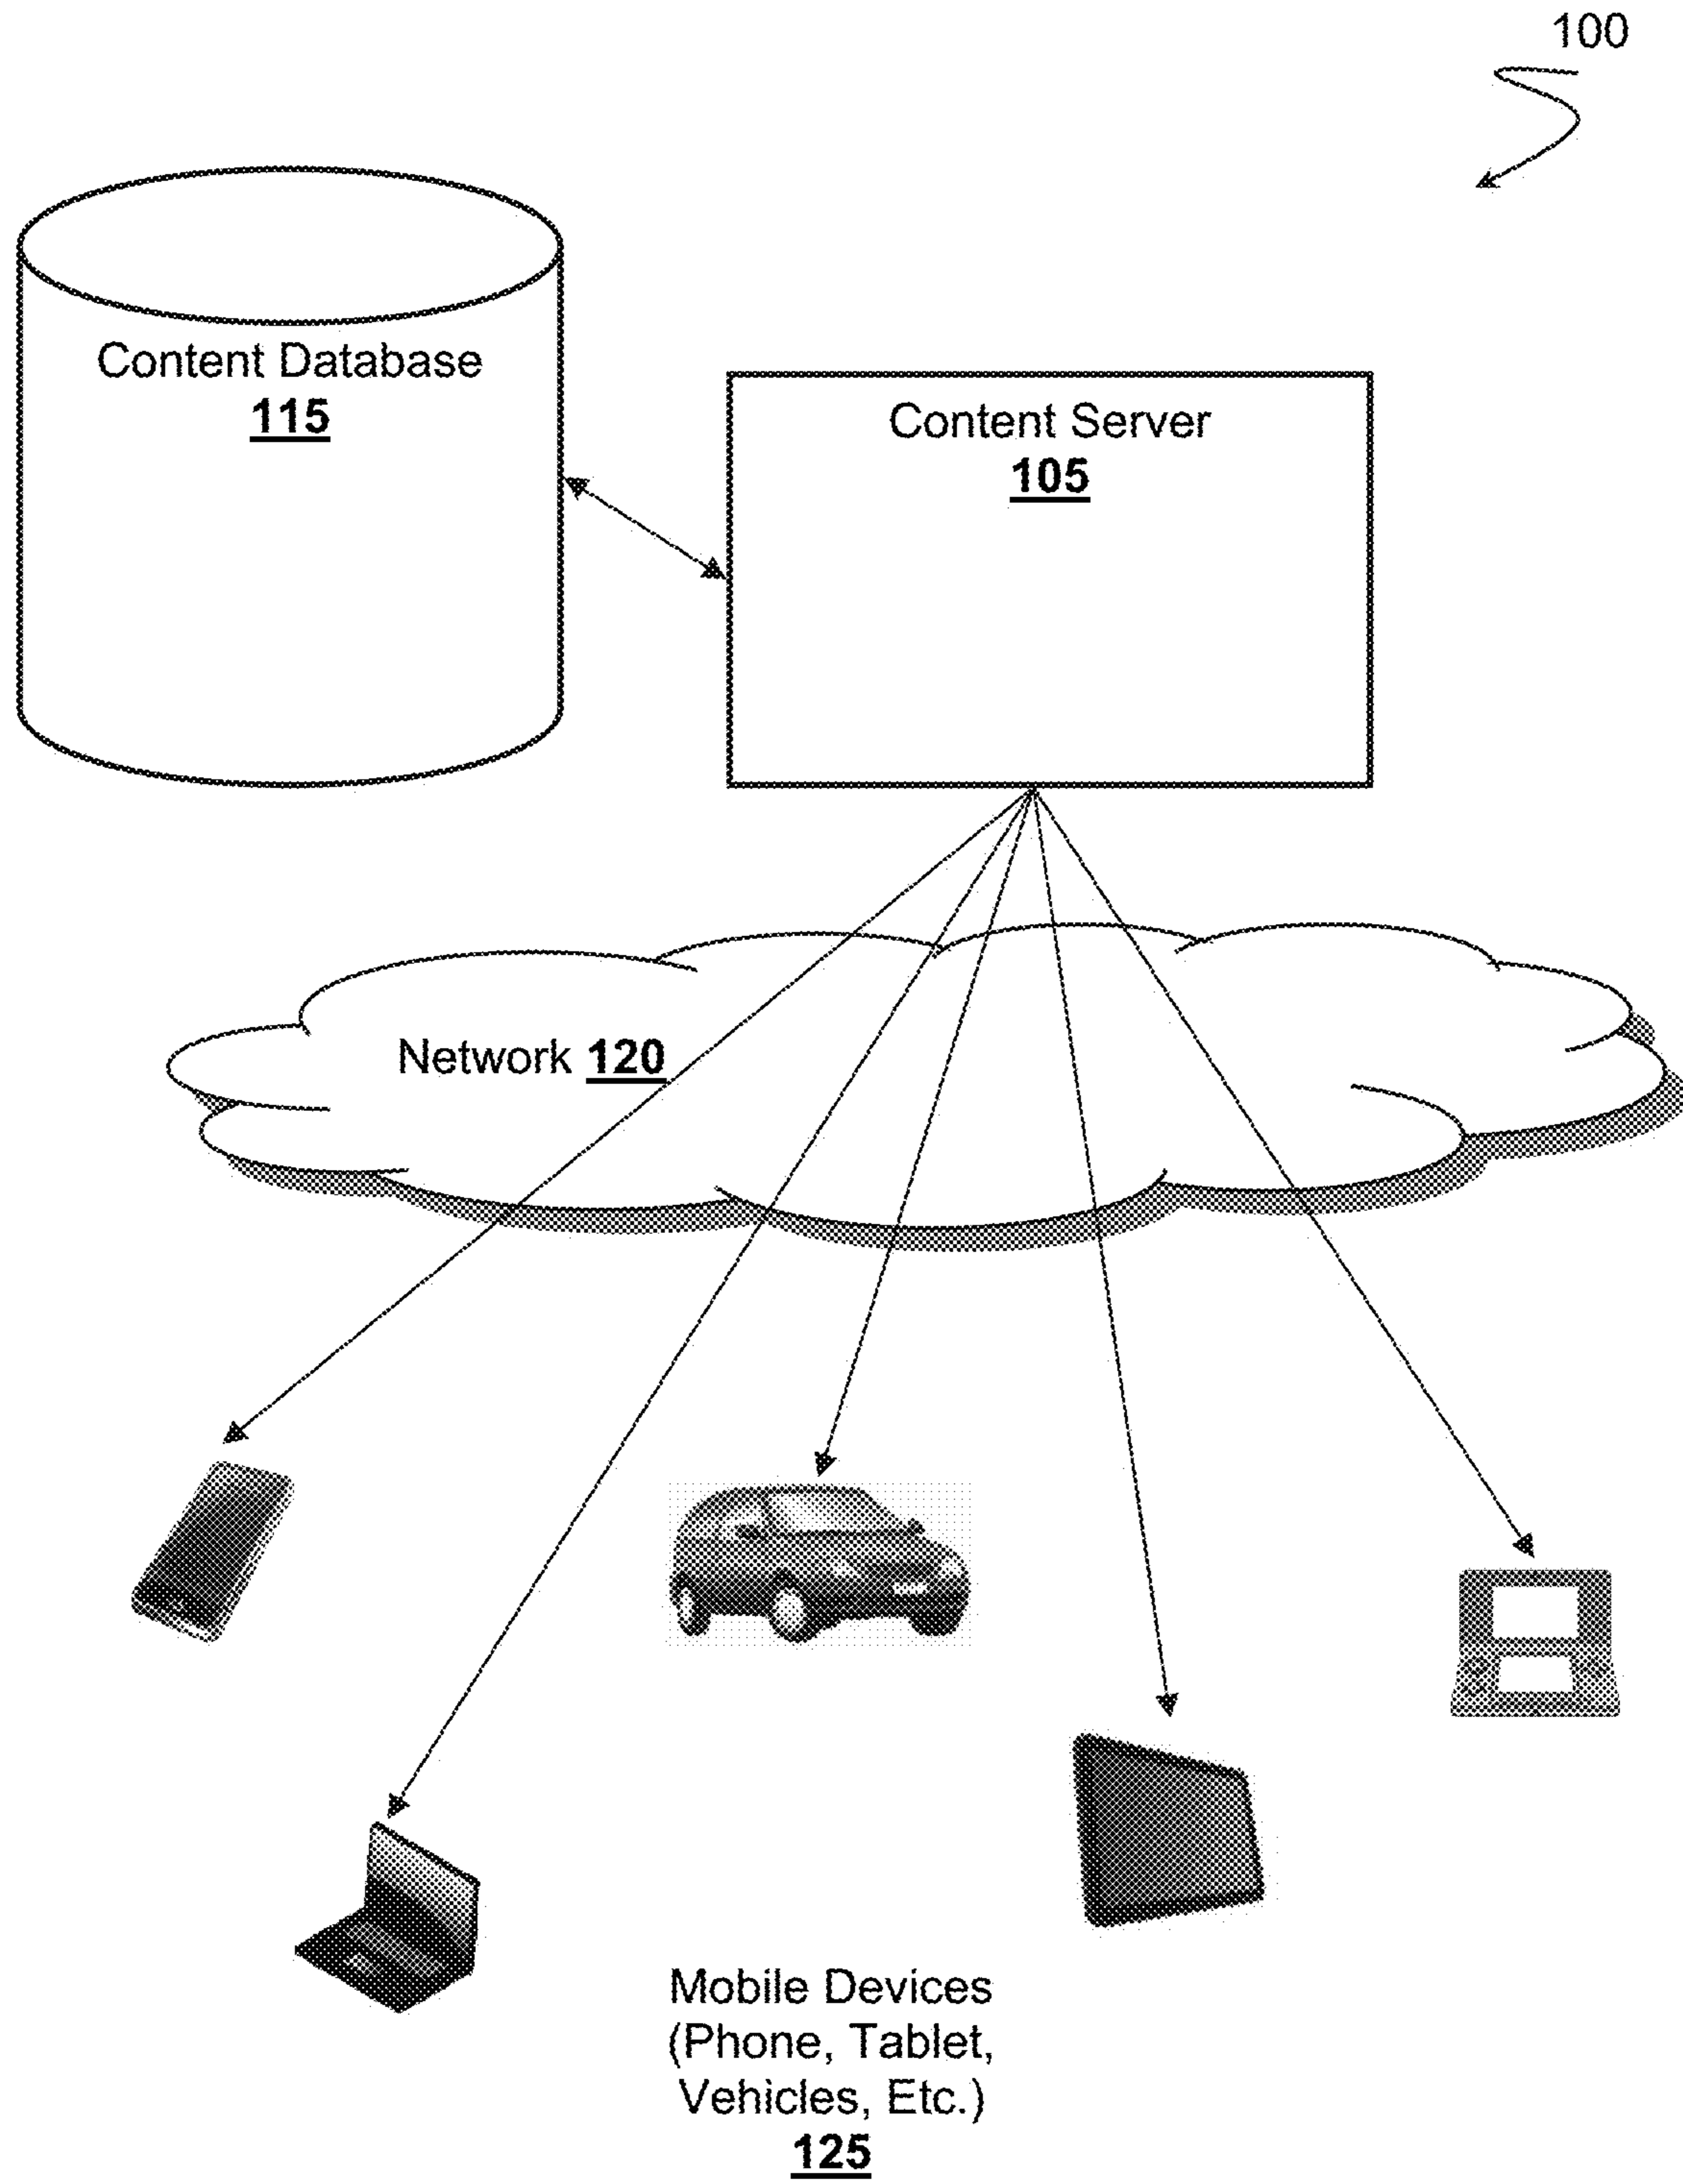 100
Content Database
115
Content Server
105
Network 120
Mobile Devices
(Phone, Tablet,
Vehicles, Etc.)
125